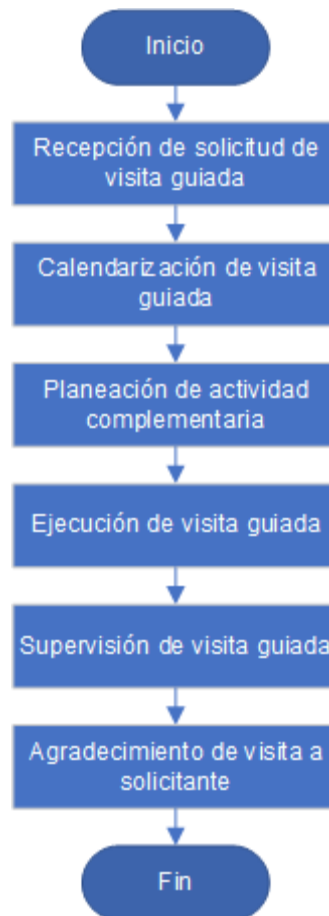 Inicio
Recepción de solicitud de
visita guiada
Calendarización de visita
guiada
Planeación de actividad
complementaria
Ejecución de visita guiada
Supervisión de visita guiada
Agradecimiento de visita a
solicitante
Fin